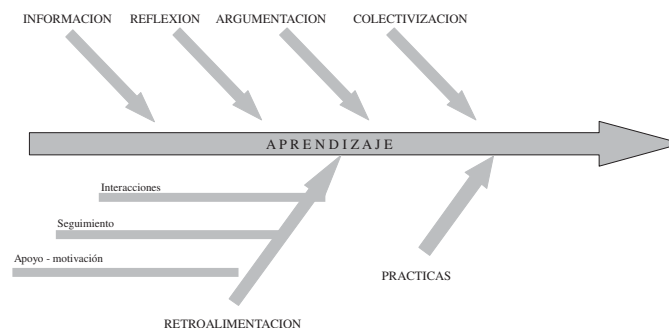 INFORMACION REFLEXION ARGUMENTACION COLECTIVIZACION
APRENDIZAJE
Interacciones
Seguimiento
Apoyo - motivación
PRACTICAS
RETROALIMENTACION